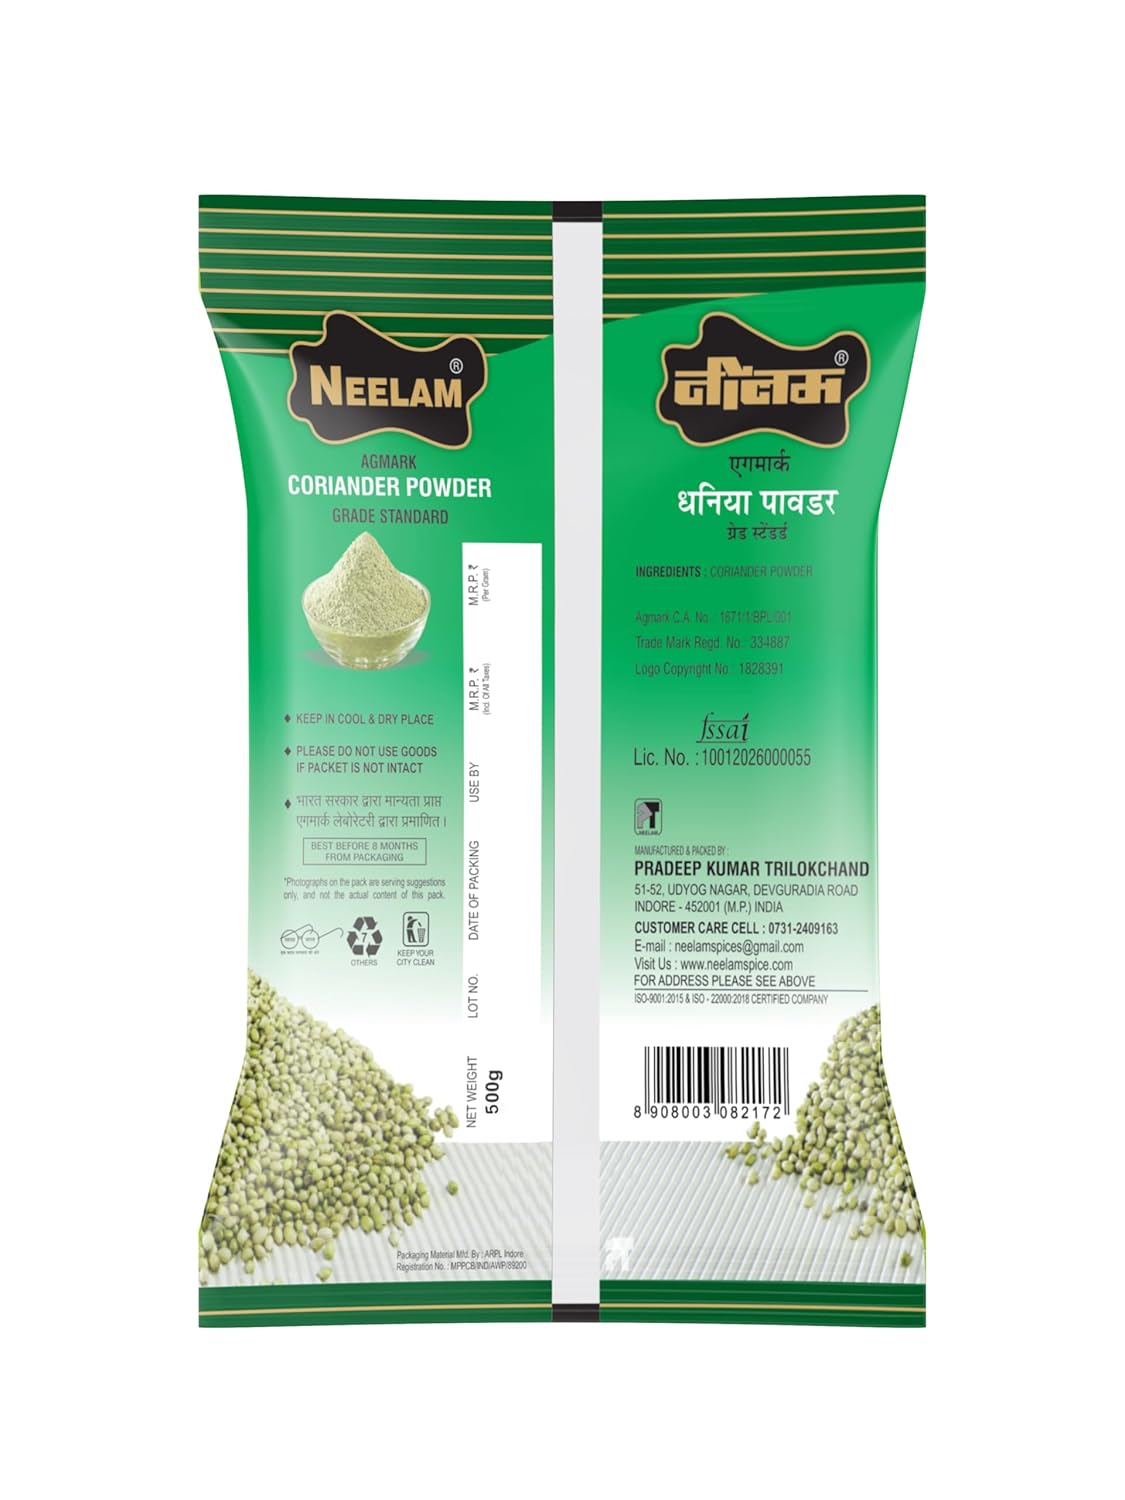 NEELAM®
AGMARK
CORIANDER POWDER
GRADE STANDARD
M.R.P. ₹
(Per Gram)
M.R.P. ₹
(Incl. Of All Taxes)
USE BY
DATE OF PACKING
LOT NO.
NET WEIGHT
500g
♦ KEEP IN COOL & DRY PLACE
♦ PLEASE DO NOT USE GOODS
IF PACKET IS NOT INTACT
♦ भारत सरकार द्वारा मान्यता प्राप्त
एगमार्क लेबोरेटरी द्वारा प्रमाणित।
BEST BEFORE 8 MONTHS
FROM PACKAGING
*Photographs on the pack are serving suggestions
only, and not the actual content of this pack.
7
OTHERS
KEEP YOUR
CITY CLEAN
Packaging Material Mfd. By : ARPL Indore
Registration No. : MPPCB/IND/AWP/89200
नीलम®
एगमार्क
धनिया पावडर
ग्रेड स्टेंडर्ड
INGREDIENTS : CORIANDER POWDER
Agmark C.A. No. : 1671/1/BPL/001
Trade Mark Regd. No.: 334887
Logo Copyright No.: 1828391
fssai
Lic. No. : 10012026000055
NEELAM
MANUFACTURED & PACKED BY :
PRADEEP KUMAR TRILOKCHAND
51-52, UDYOG NAGAR, DEVGURADIA ROAD
INDORE - 452001 (M.P.) INDIA
CUSTOMER CARE CELL : 0731-2409163
E-mail : neelamspices@gmail.com
Visit Us : www.neelamspice.com
FOR ADDRESS PLEASE SEE ABOVE
ISO-9001:2015 & ISO - 22000:2018 CERTIFIED COMPANY
8 908003 082172